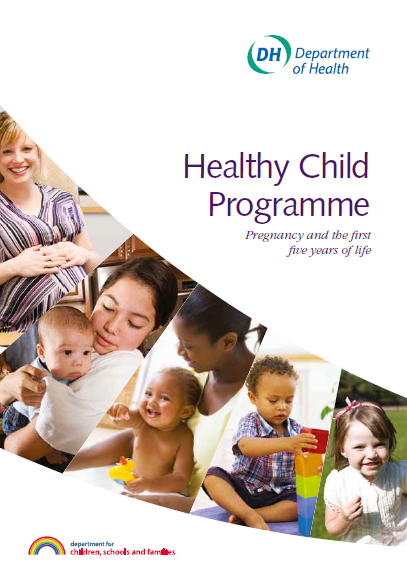 DH Department
of Health
Healthy Child
Programme
Pregnancy and the first
five years of life
department for
children, schools and families